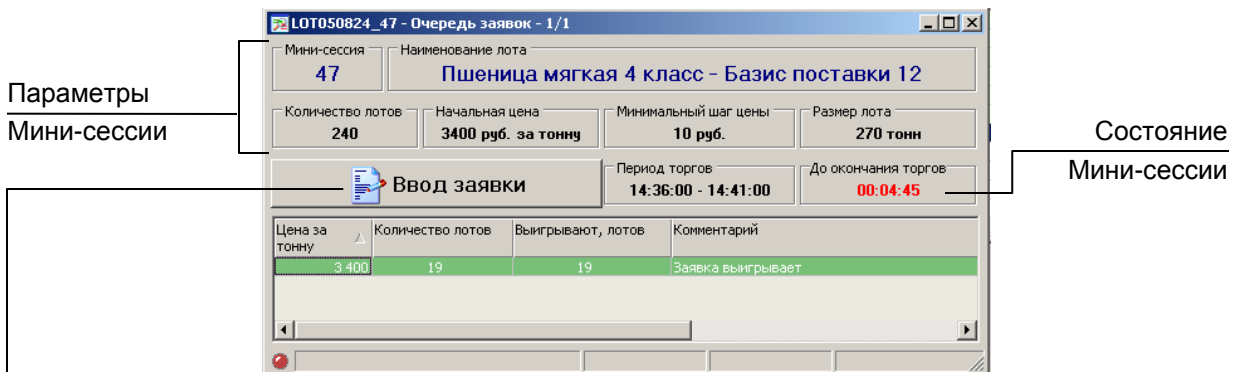 LOT050824_47 - Очередь заявок - 1/1
Мини-сессия
Наименование лота
47
Пшеница мягкая 4 класс - Базис поставки 12
Параметры
Мини-сессии
Количество лотов
Начальная цена
Минимальный шаг цены
Размер лота
240
3400 руб. за тонну
10 руб.
270 тонн
Состояние
Мини-сессии
Ввод заявки
Период торгов
До окончания торгов
14:36:00 - 14:41:00
00:04:45
Цена за
тонну
Количество лотов
Выигрывают, лотов
Комментарий
3 400
19
19
Заявка выигрывает